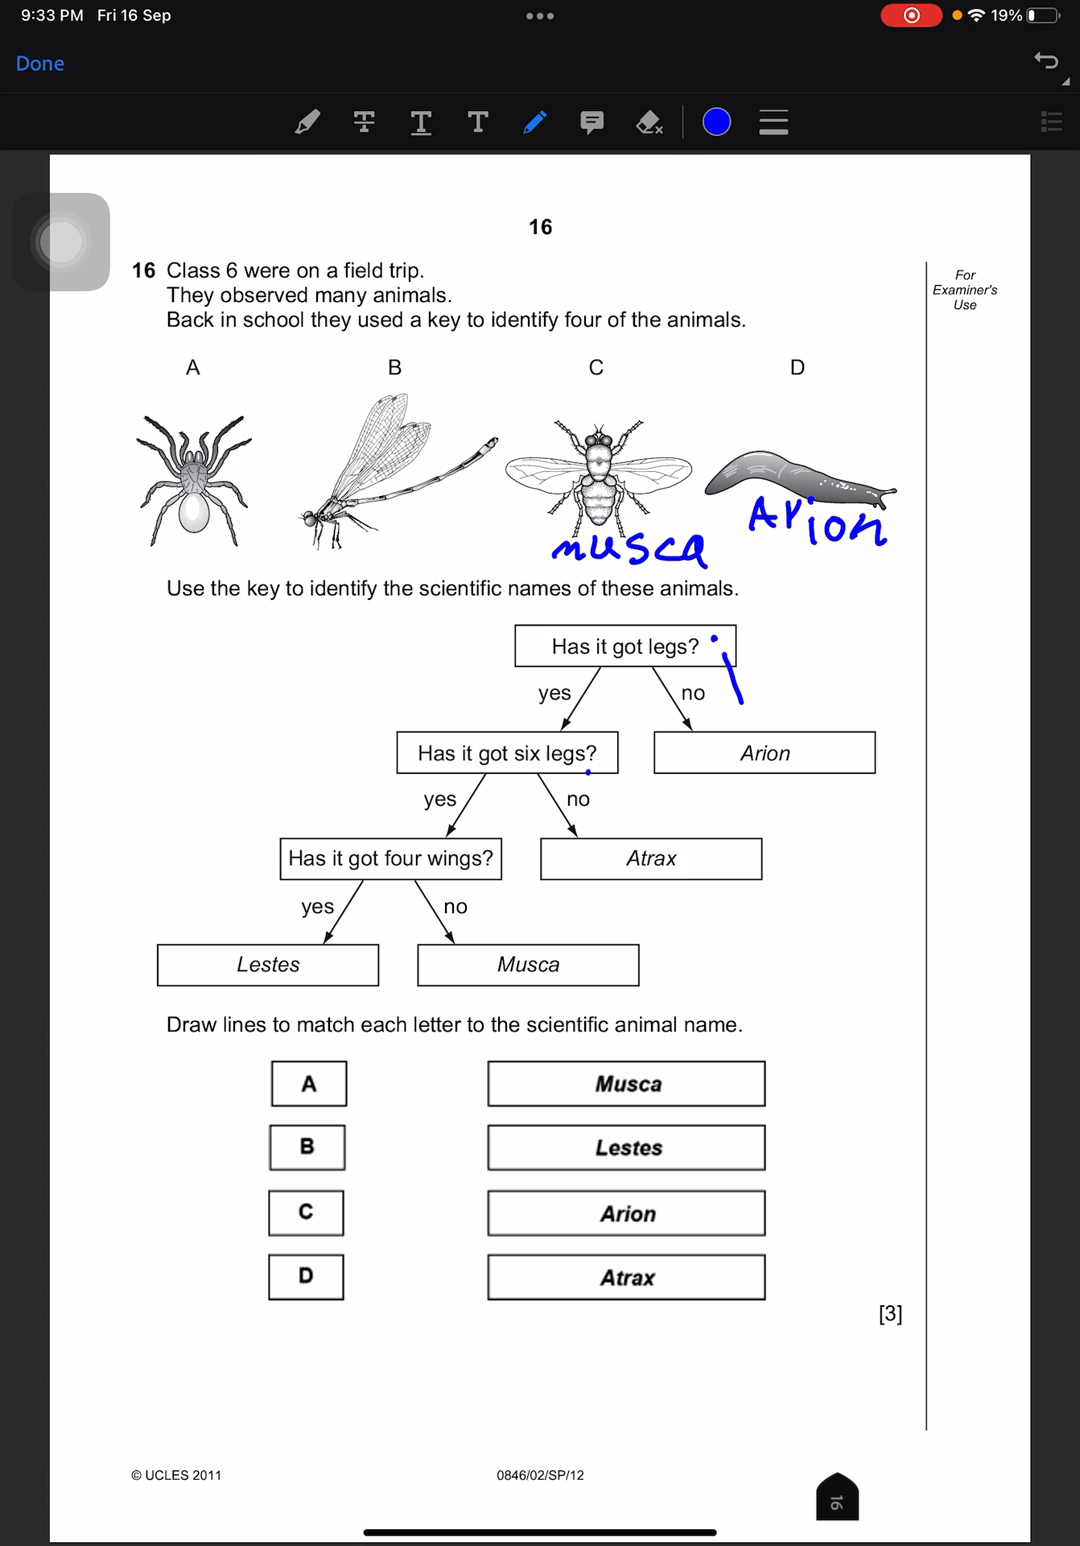 9:33 PM Fri 16 Sep
19%
Done
16
16 Class 6 were on a field trip.
They observed many animals.
Back in school they used a key to identify four of the animals.
For
Examiner's
Use
A B C D
Arion
musca
Use the key to identify the scientific names of these animals.
Has it got legs?
yes no
Has it got six legs? Arion
yes no
Has it got four wings? Atrax
yes no
Lestes Musca
Draw lines to match each letter to the scientific animal name.
A Musca
B Lestes
C Arion
D Atrax
[3]
© UCLES 2011 0846/02/SP/12
16